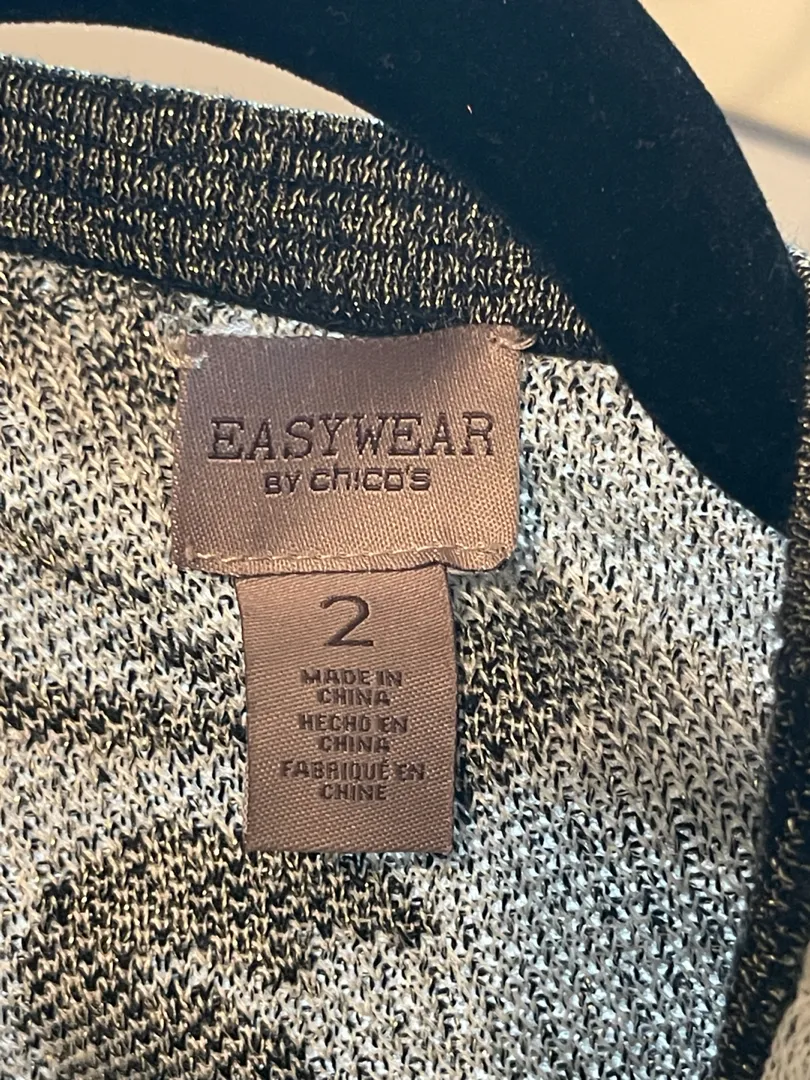 EASYWEAR
BY chico's
2
MADE IN
CHINA
HECHO EN
CHINA
FABRIQUÉ EN
CHINE